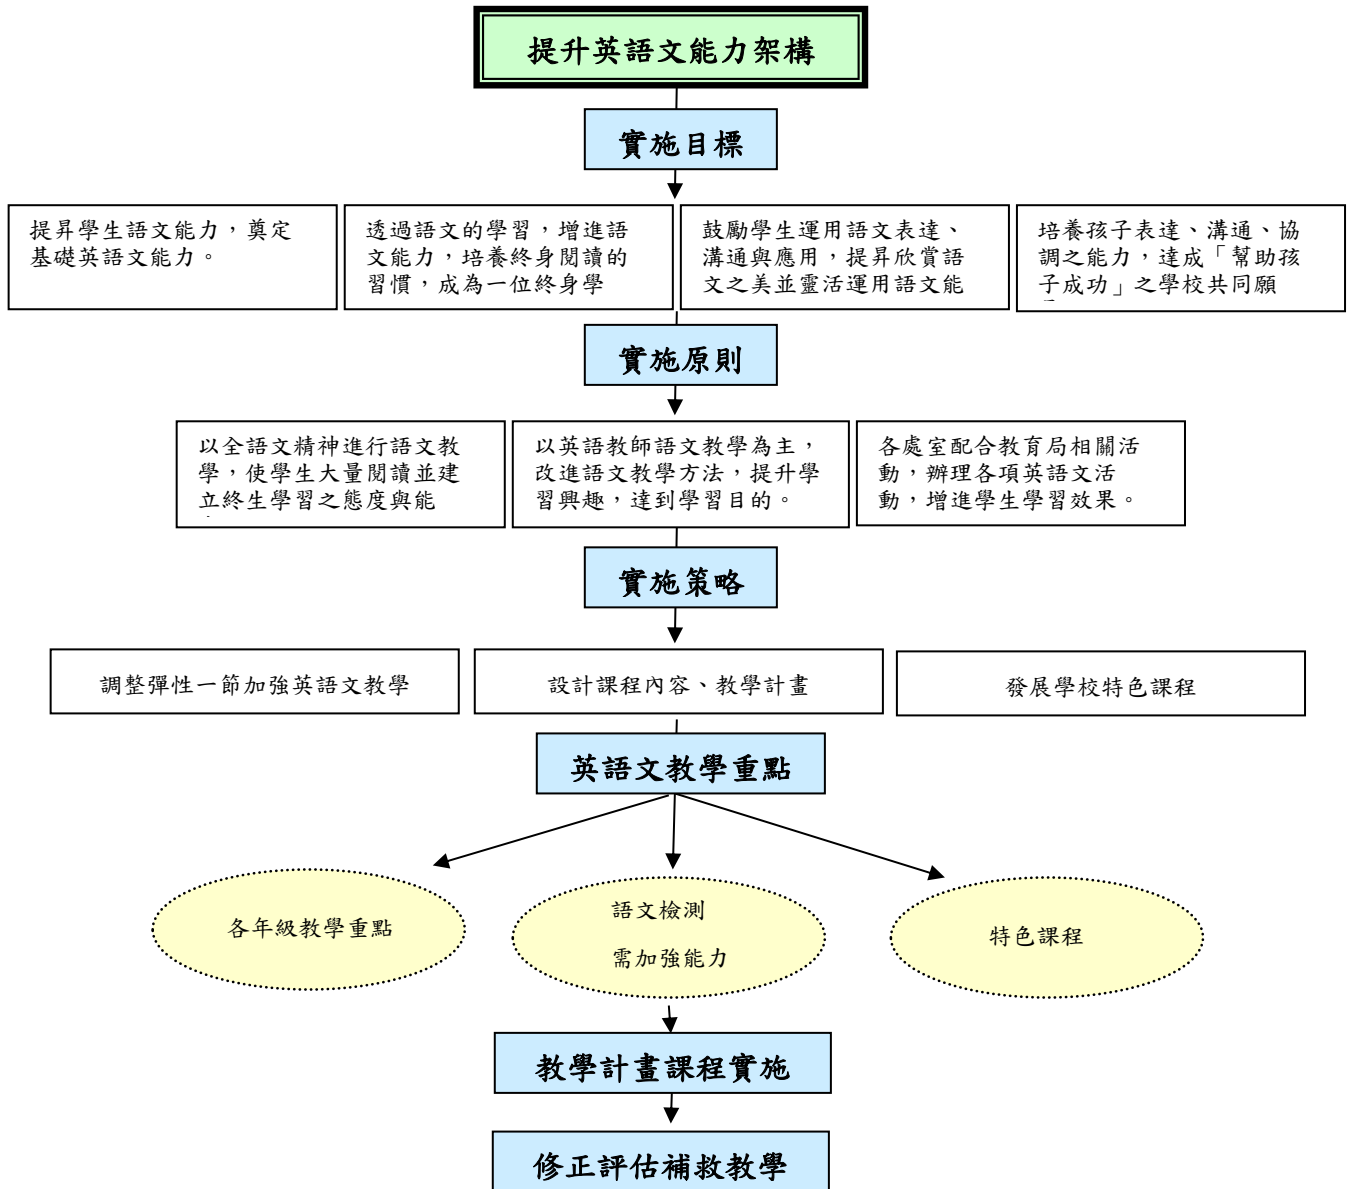 提升英語文能力架構
實施目標
提昇學生語文能力，奠定
基礎英語文能力。
透過語文的學習，增進語
文能力，培養終身閱讀的
習慣，成為一位終身學
鼓勵學生運用語文表達、
溝通與應用，提昇欣賞語
文之美並靈活運用語文能
培養孩子表達、溝通、協
調之能力，達成「幫助孩
子成功」之學校共同願
實施原則
以全語文精神進行語文教
學，使學生大量閱讀並建
立終生學習之態度與能
以英語教師語文教學為主，
改進語文教學方法，提升學
習興趣，達到學習目的。
各處室配合教育局相關活
動，辦理各項英語文活
動，增進學生學習效果。
實施策略
調整彈性一節加強英語文教學
設計課程內容、教學計畫
發展學校特色課程
英語文教學重點
各年級教學重點
語文檢測
需加強能力
特色課程
教學計畫課程實施
修正評估補救教學